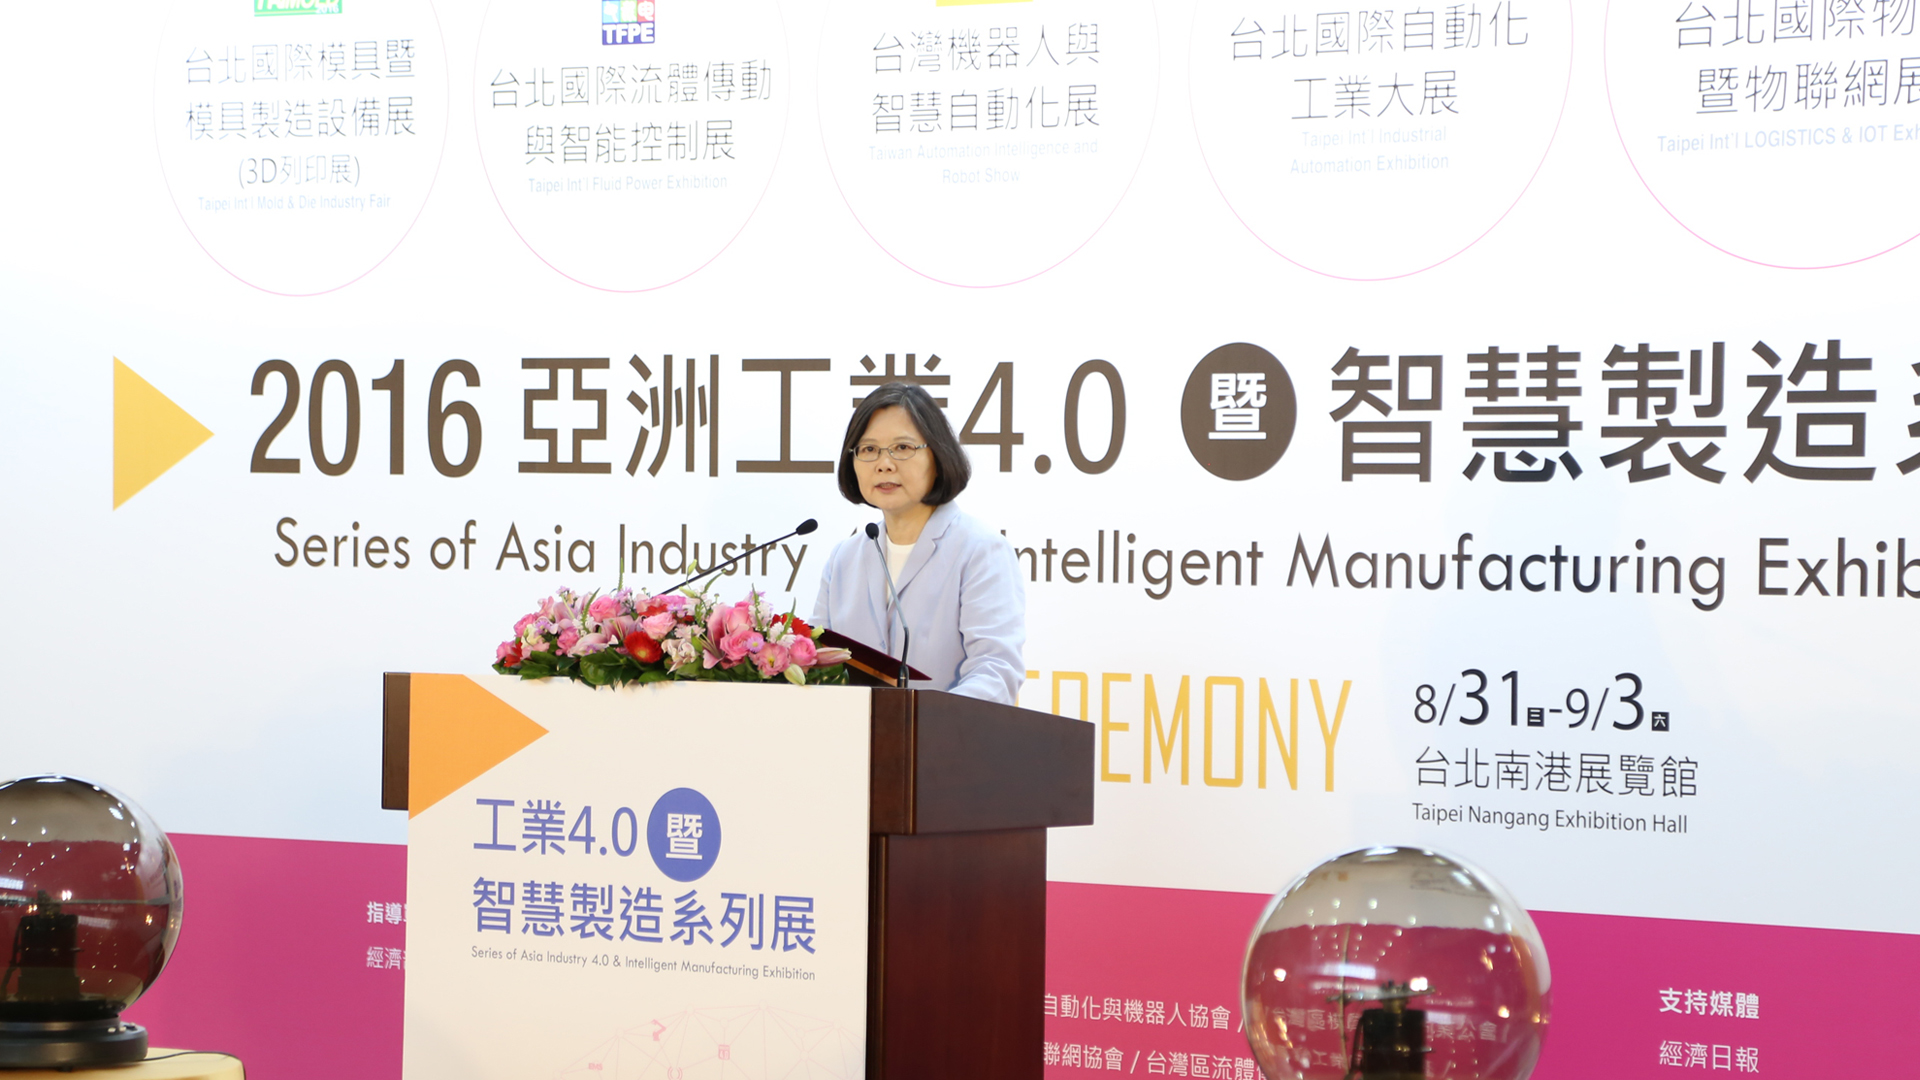 TFPE
台北國際模具暨
模具製造設備展
(3D列印展)
Taipei Int'l Mold & Die Industry Fair
台北國際流體傳動
與智能控制展
Taipei Int'l Fluid Power Exhibition
台灣機器人與
智慧自動化展
Taiwan Automation Intelligence and
Robot Show
台北國際自動化
工業大展
Taipei Int'l Industrial
Automation Exhibition
台北國際物
暨物聯網展
Taipei Int'l LOGISTICS & IOT Exh
2016 亞洲工業4.0 暨 智慧製造
Series of Asia Industry Intelligent Manufacturing Exhib
EREMONY
8/31三-9/3六
台北南港展覽館
Taipei Nangang Exhibition Hall
工業4.0 暨
智慧製造系列展
Series of Asia Industry 4.0 & Intelligent Manufacturing Exhibition
指導
經濟
自動化與機器人協會 /
聯網協會 / 台灣區流體
支持媒體
經濟日報